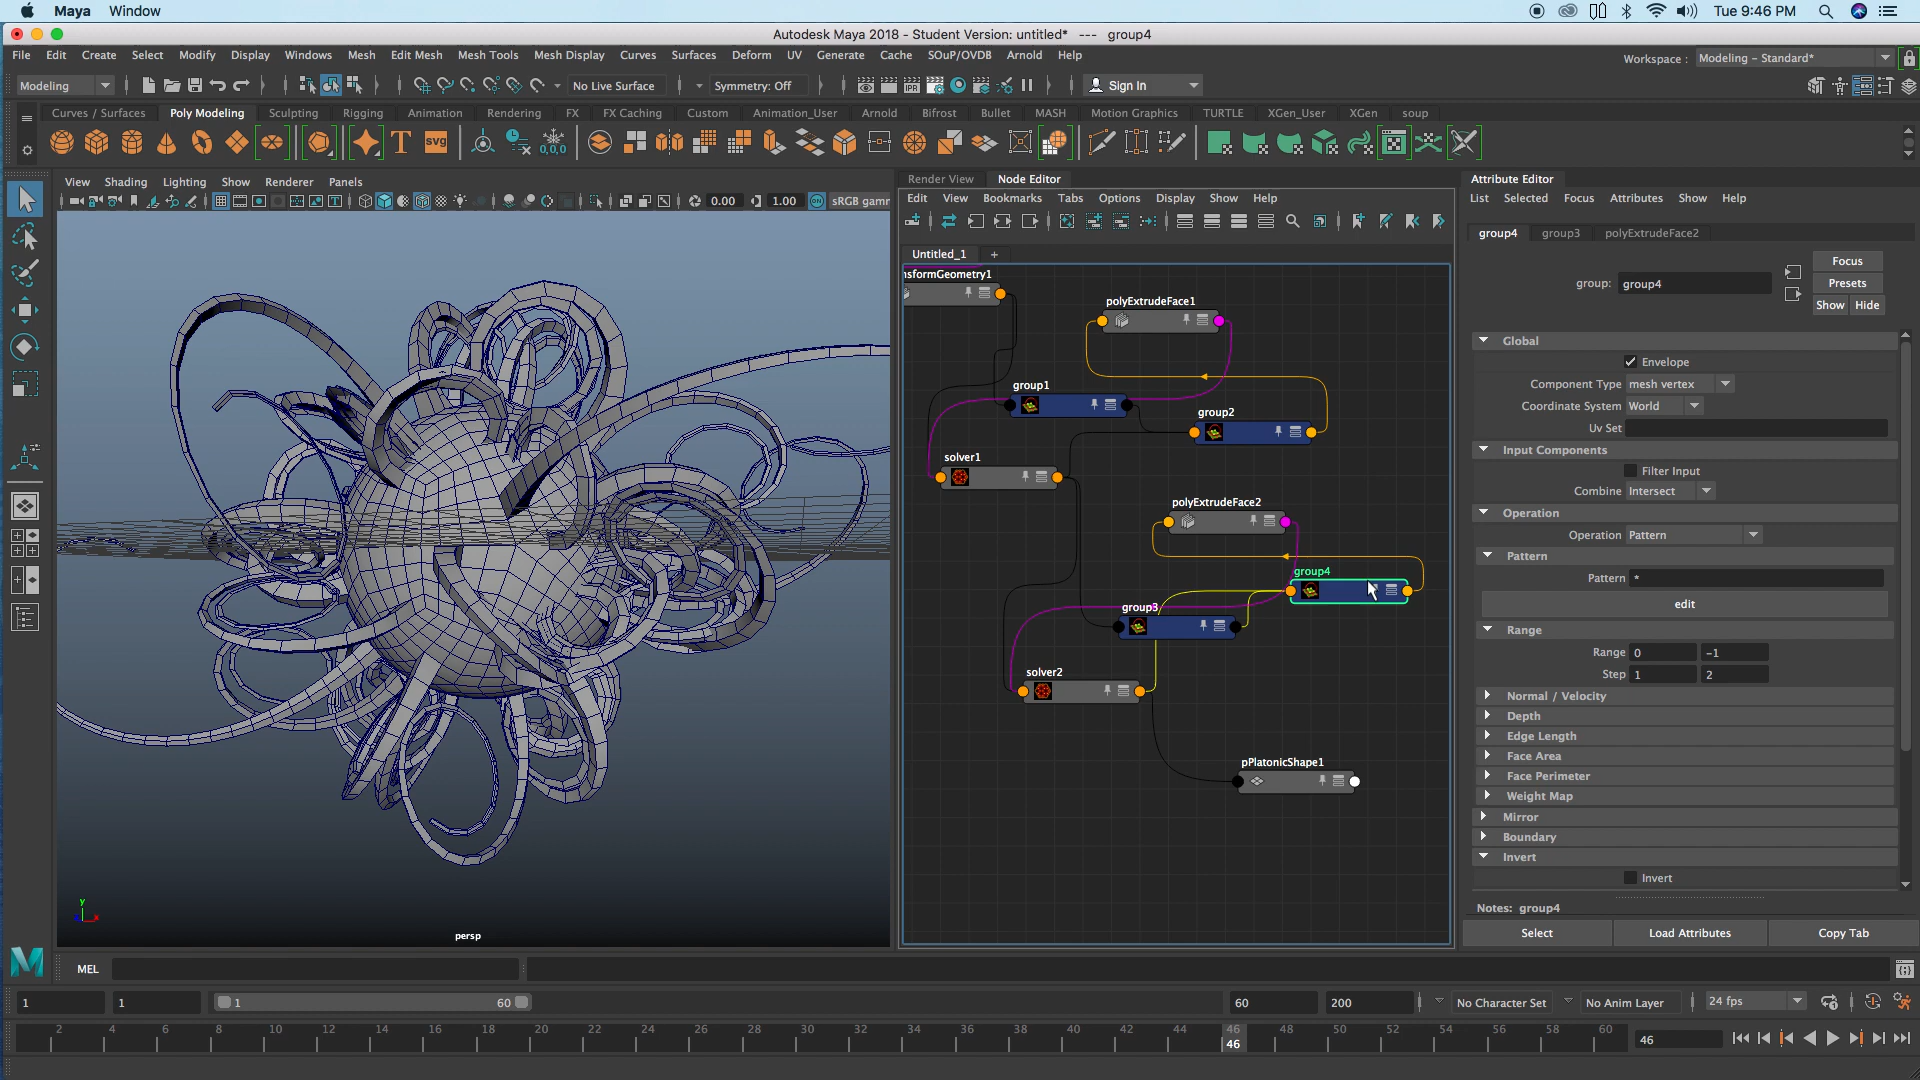 Maya Window Tue 9:46 PM
Autodesk Maya 2018 - Student Version: untitled* --- group4
File Edit Create Select Modify Display Windows Mesh Edit Mesh Mesh Tools Mesh Display Curves Surfaces Deform UV Generate Cache SOuP/OVDB Arnold Help
Workspace : Modeling - Standard*
Modeling No Live Surface Symmetry: Off IPR Sign In
Curves / Surfaces Poly Modeling Sculpting Rigging Animation Rendering FX FX Caching Custom Animation_User Arnold Bifrost Bullet MASH Motion Graphics TURTLE XGen_User XGen soup
T svg 0,0,0
View Shading Lighting Show Renderer Panels
0.00 1.00 ON sRGB gamr
persp
y
x
Render View Node Editor
Edit View Bookmarks Tabs Options Display Show Help
Untitled_1 +
nsformGeometry1
polyExtrudeFace1
group1
group2
solver1
polyExtrudeFace2
group4
group3
solver2
pPlatonicShape1
Attribute Editor
List Selected Focus Attributes Show Help
group4 group3 polyExtrudeFace2
group: group4
Focus
Presets
Show Hide
Global
Envelope
Component Type mesh vertex
Coordinate System World
Uv Set
Input Components
Filter Input
Combine Intersect
Operation
Operation Pattern
Pattern
Pattern *
edit
Range
Range 0 -1
Step 1 2
Normal / Velocity
Depth
Edge Length
Face Area
Face Perimeter
Weight Map
Mirror
Boundary
Invert
Invert
Notes: group4
Select Load Attributes Copy Tab
MEL
1 1 1 60 60 200 No Character Set No Anim Layer 24 fps
2 4 6 8 10 12 14 16 18 20 22 24 26 28 30 32 34 36 38 40 42 44 46 48 50 52 54 56 58 60
46 46